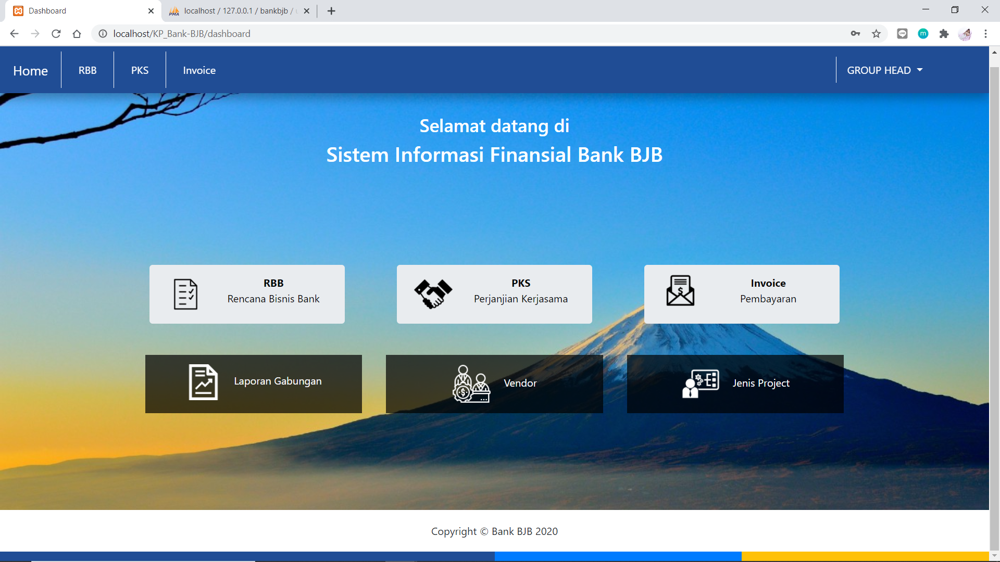 Dashboard
localhost / 127.0.0.1 / bankbjb /
localhost/KP_Bank-BJB/dashboard
Home
RBB
PKS
Invoice
GROUP HEAD
Selamat datang di
Sistem Informasi Finansial Bank BJB
RBB
Rencana Bisnis Bank
PKS
Perjanjian Kerjasama
Invoice
Pembayaran
Laporan Gabungan
Vendor
Jenis Project
Copyright © Bank BJB 2020